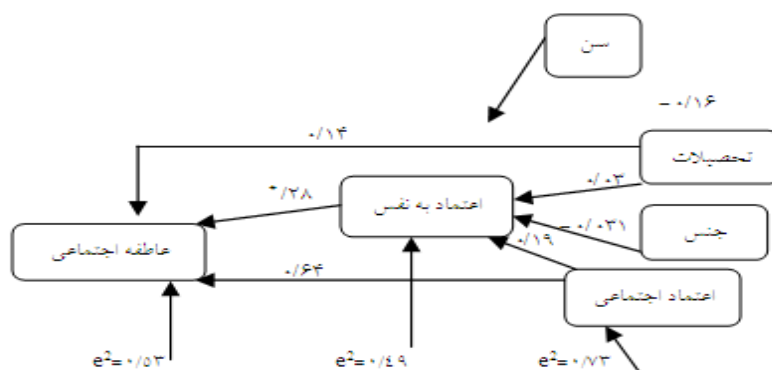 سن
- ۰/۱۶
۰/۱۴
تحصیلات
۰/۰۳
*/۲۸
اعتماد به نفس
جنس
- ۰/۰۳۱
۰/۱۹
عاطفه اجتماعی
۰/۶۴
اعتماد اجتماعی
e²=۰/۵۳
e²=۰/۴۹
e²=۰/۷۳